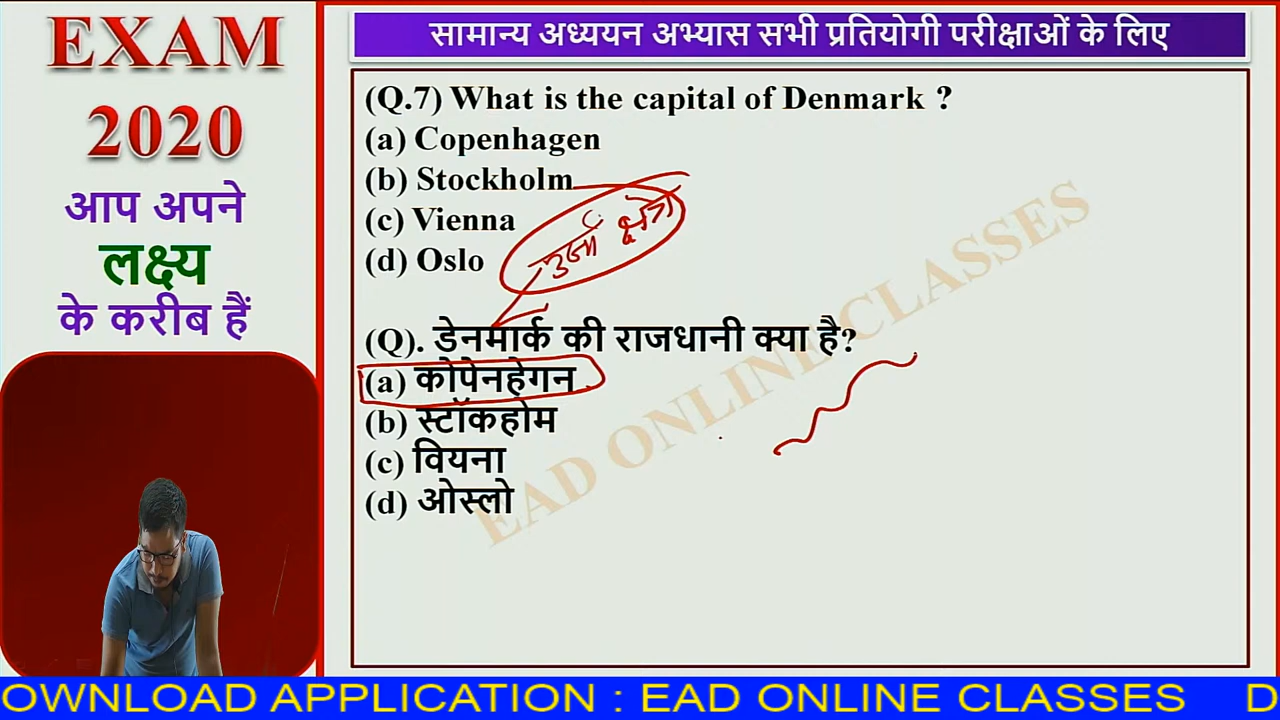 EXAM
2020
आप अपने
लक्ष्य
के करीब हैं
सामान्य अध्ययन अभ्यास सभी प्रतियोगी परीक्षाओं के लिए
(Q.7) What is the capital of Denmark ?
(a) Copenhagen
(b) Stockholm
(c) Vienna
(d) Oslo
ऊर्जा क्षेत्र
(Q). डेनमार्क की राजधानी क्या है?
(a) कोपेनहेगन
(b) स्टॉकहोम
(c) वियना
(d) ओस्लो
EAD ONLINE CLASSES
OWNLOAD APPLICATION : EAD ONLINE CLASSES D